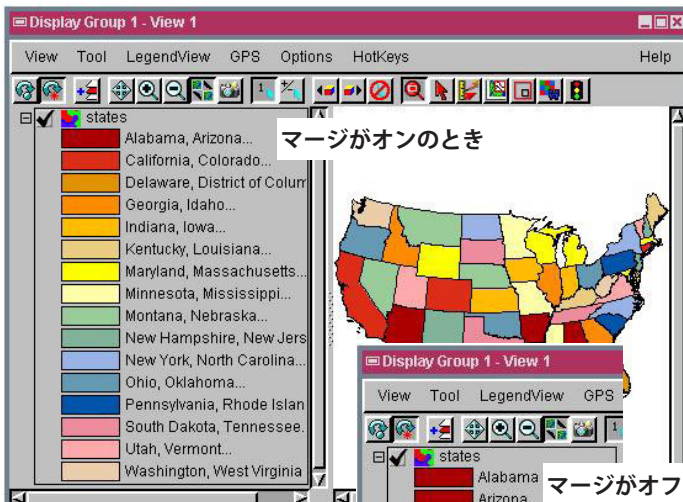 Display Group 1 - View 1
View Tool LegendView GPS Options HotKeys Help
states
マージがオンのとき
Alabama, Arizona...
California, Colorado...
Delaware, District of Colum
Georgia, Idaho...
Indiana, Iowa...
Kentucky, Louisiana...
Maryland, Massachusetts...
Minnesota, Mississippi...
Montana, Nebraska...
New Hampshire, New Jers
New York, North Carolina...
Ohio, Oklahoma...
Pennsylvania, Rhode Islan
South Dakota, Tennessee.
Utah, Vermont...
Washington, West Virginia
Display Group 1 - View 1
View Tool LegendView GPS
states
Alabama
マージがオフ
Arizona